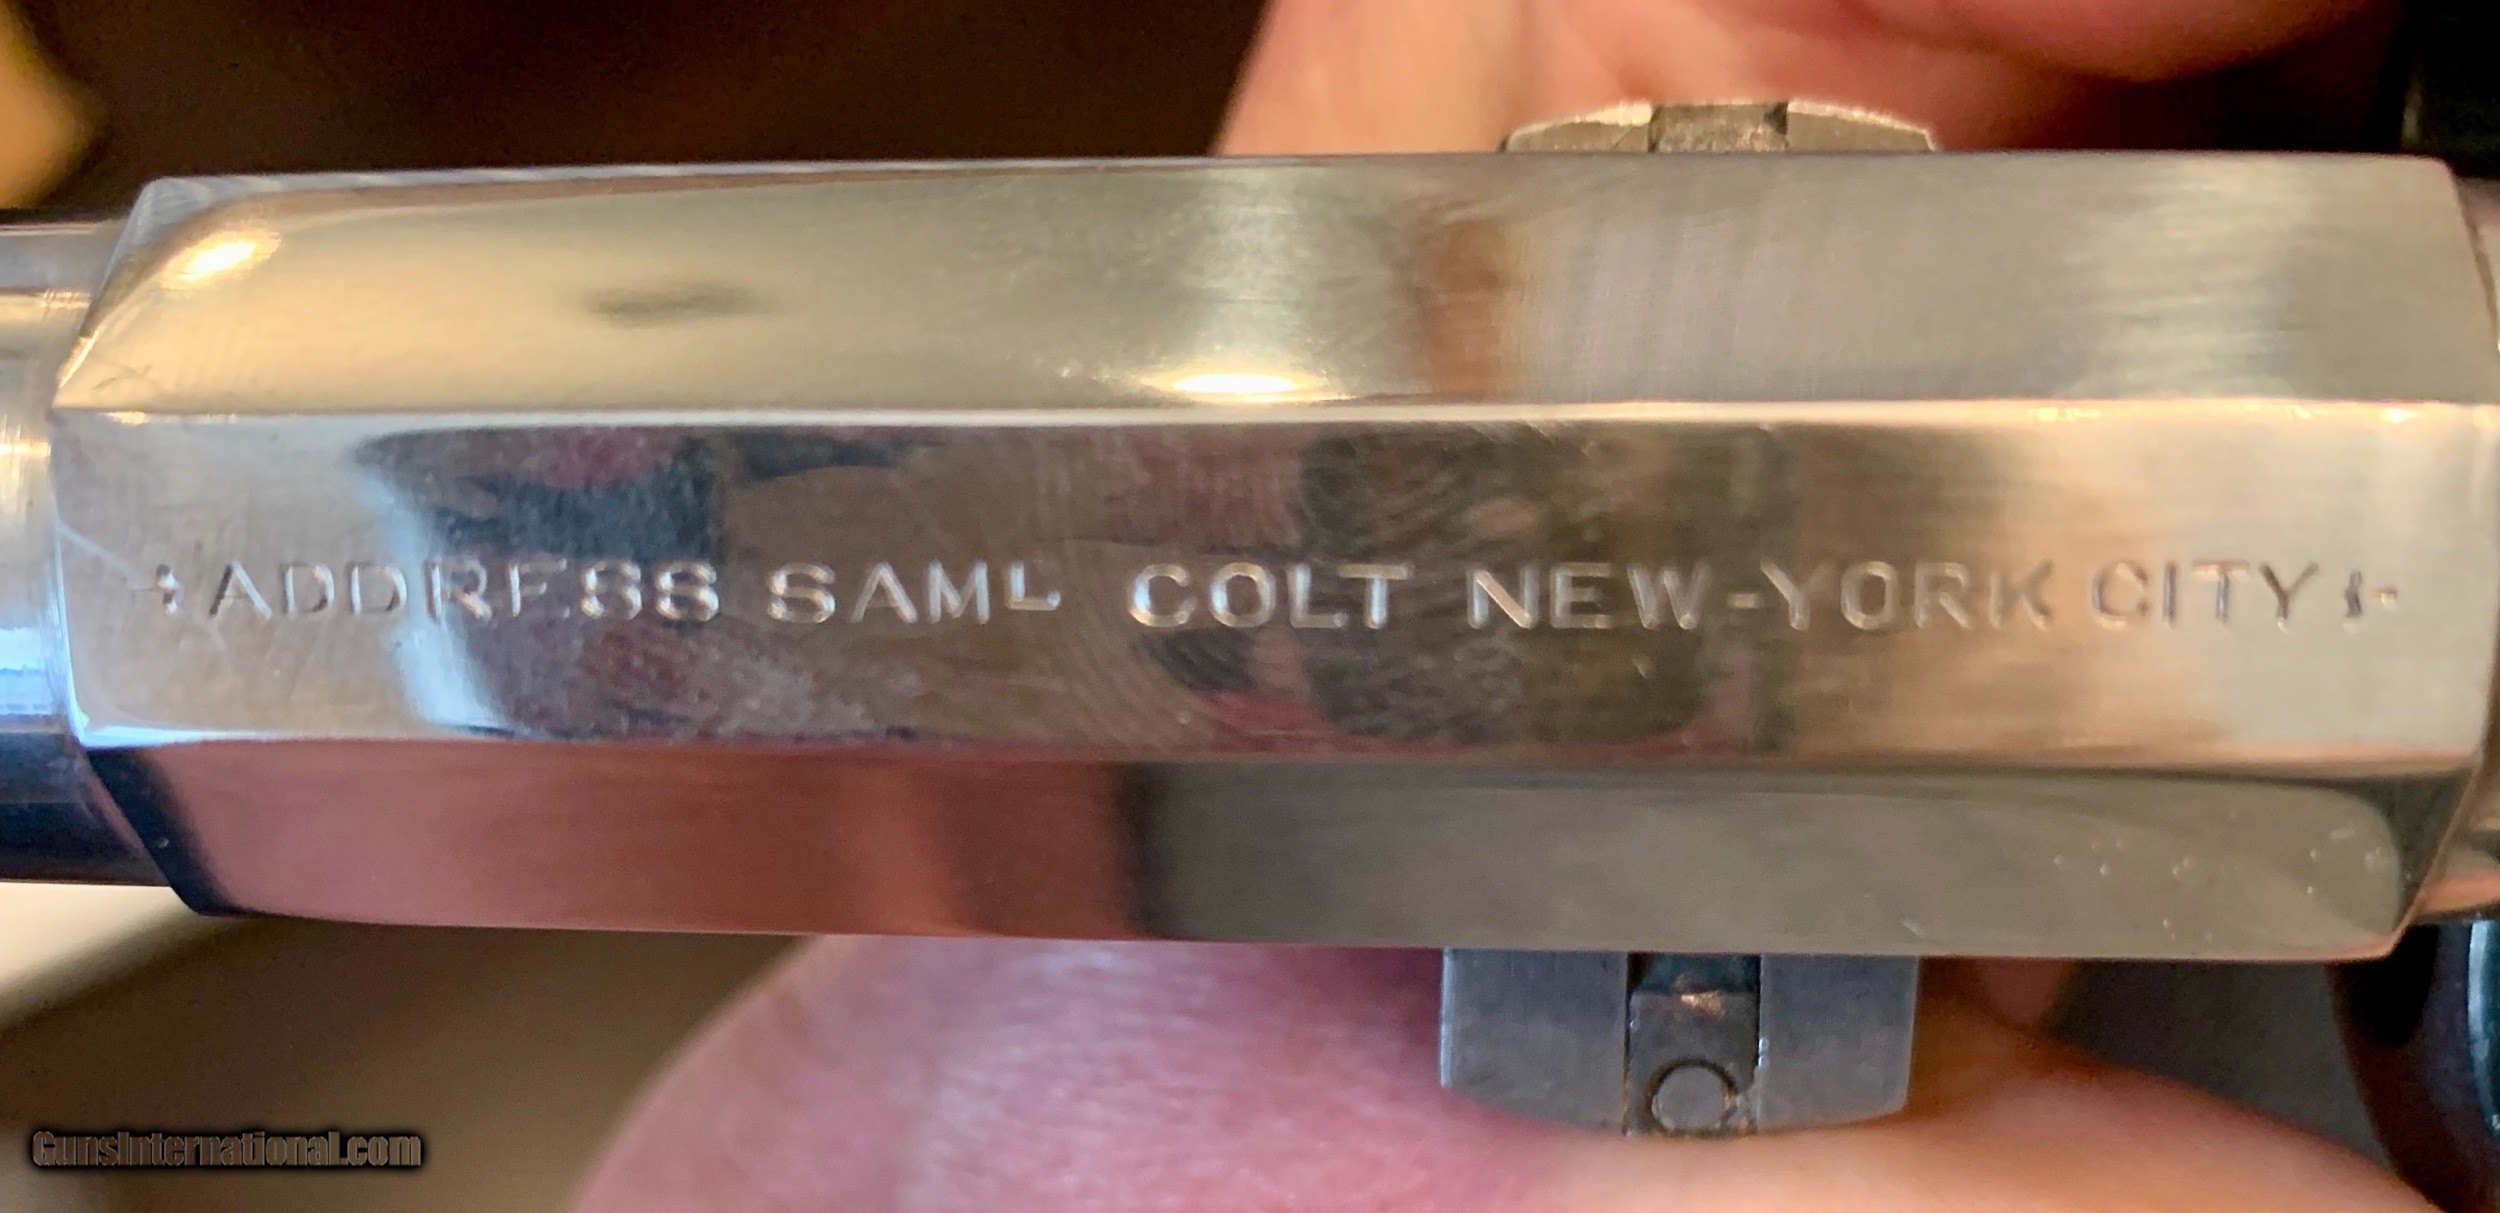 ADDRESS SAML COLT NEW-YORK CITY
GunsInternational.com